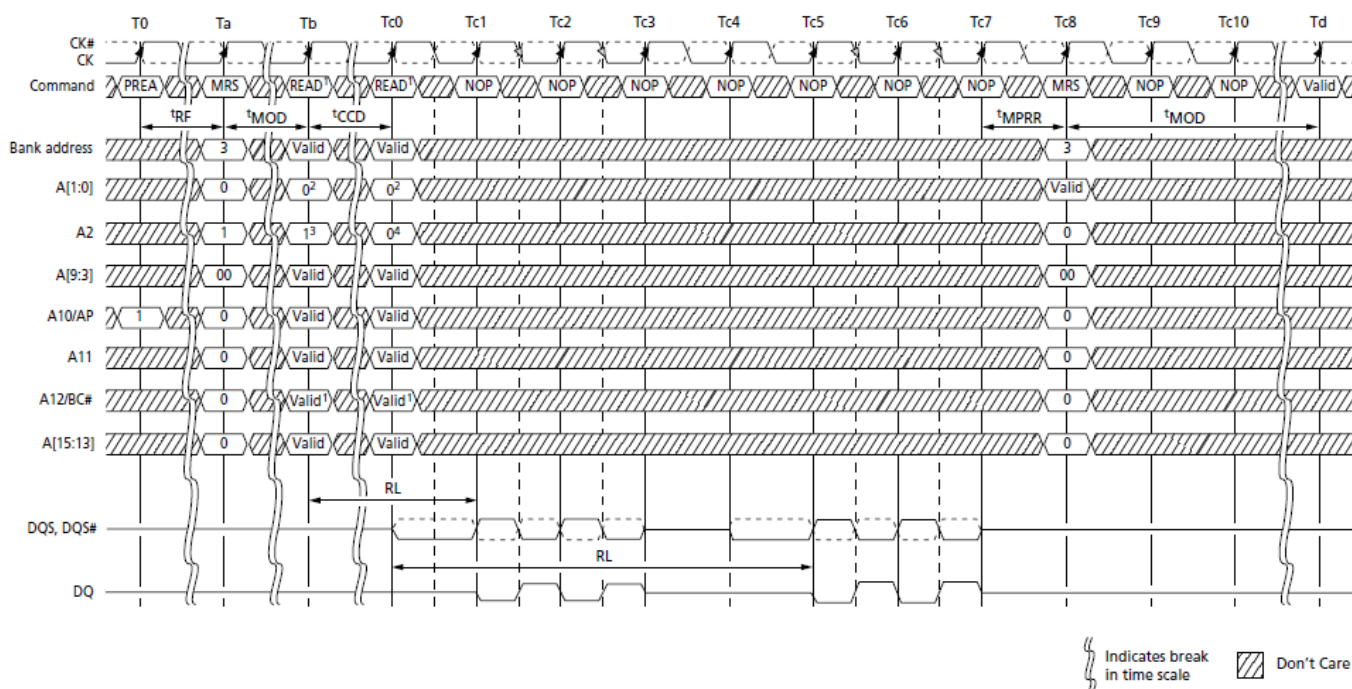 T0 Ta Tb Tc0 Tc1 Tc2 Tc3 Tc4 Tc5 Tc6 Tc7 Tc8 Tc9 Tc10 Td
CK#
CK
Command PREA MRS READ¹ READ¹ NOP NOP NOP NOP NOP NOP NOP MRS NOP NOP Valid
tRF tMOD tCCD tMPRR tMOD
Bank address 3 Valid Valid 3
A[1:0] 0 0² 0² Valid
A2 1 1³ 0⁴ 0
A[9:3] 00 Valid Valid 00
A10/AP 1 0 Valid Valid 0
A11 0 Valid Valid 0
A12/BC# 0 Valid¹ Valid¹ 0
A[15:13] 0 Valid Valid 0
RL
DQS, DQS#
RL
DQ
Indicates break
in time scale
Don't Care